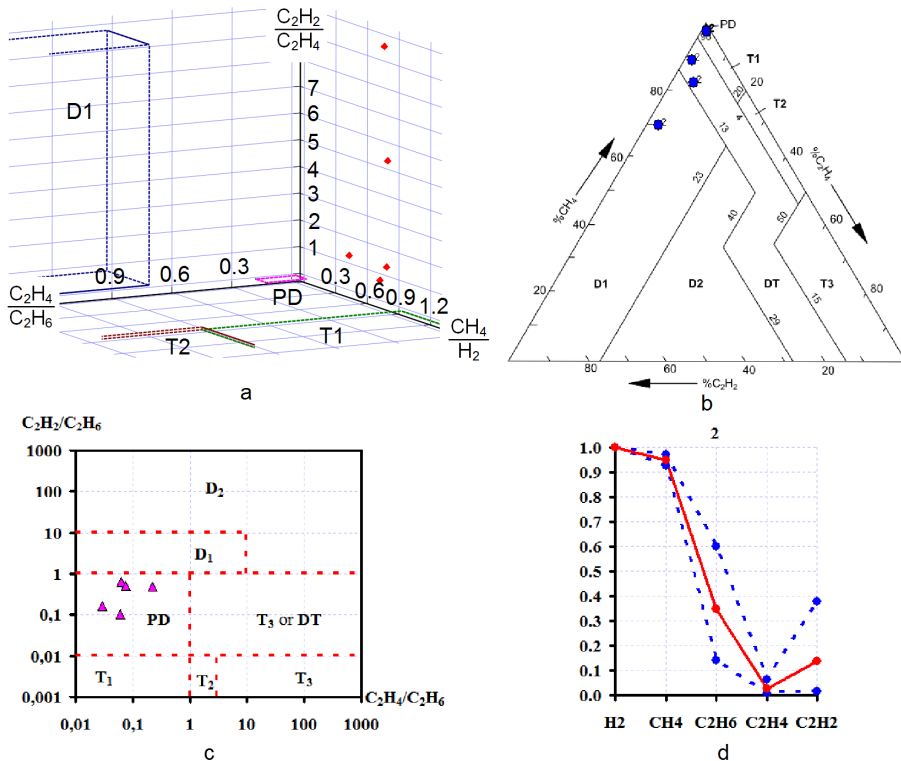 C₂H₂
C₂H₄
7
6
5
4
3
2
1
D1
0.9 0.6 0.3
C₂H₄
C₂H₆
PD
0.3 0.6 0.9 1.2
CH₄
H₂
T1
T2
a
PD
T1
T2
20
20
4
80
13
60
40
%CH₄
%C₂H₄
23
40
50
60
40
20
D1
D2
DT
T3
80
29
15
80
60
40
20
%C₂H₂
b
C₂H₂/C₂H₆
1000
100
10
1
0,1
0,01
0,001
D₂
D₁
PD
T₃ or DT
T₁
T₂
T₃
C₂H₄/C₂H₆
0,01 0,1 1 10 100 1000
c
2
1.0
0.9
0.8
0.7
0.6
0.5
0.4
0.3
0.2
0.1
0.0
H2 CH4 C2H6 C2H4 C2H2
d